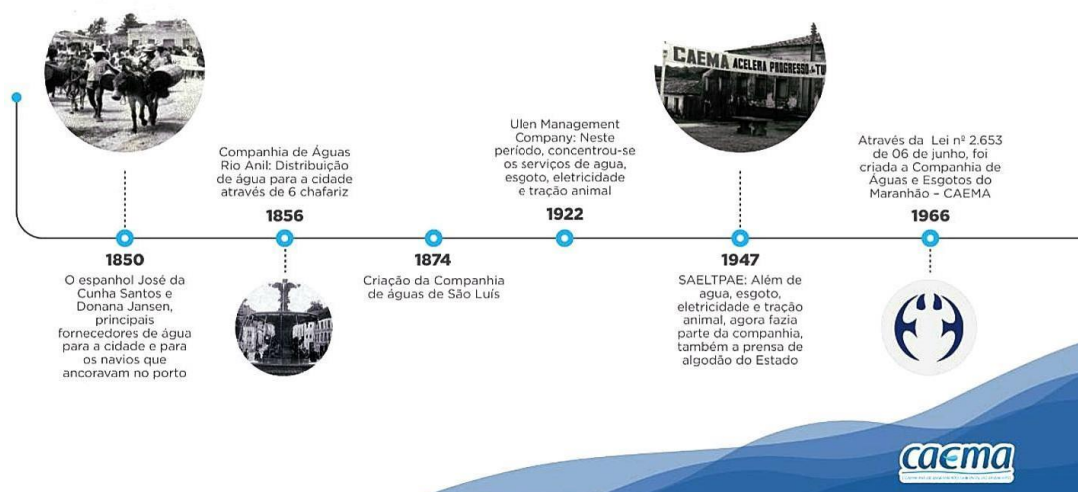 CAEMA ACELERA PROGRESSO
Companhia de Águas
Rio Anil: Distribuição
de água para a cidade
através de 6 chafariz
1856
Ulen Management
Company: Neste
período, concentrou-se
os serviços de agua,
esgoto, eletricidade
e tração animal
1922
Através da Lei nº 2.653
de 06 de junho, foi
criada a Companhia de
Águas e Esgotos do
Maranhão – CAEMA
1966
1850
O espanhol José da
Cunha Santos e
Donana Jansen,
principais
fornecedores de água
para a cidade e para
os navios que
ancoravam no porto
1874
Criação da Companhia
de águas de São Luís
1947
SAELTPAE: Além de
agua, esgoto,
eletricidade e tração
animal, agora fazia
parte da companhia,
também a prensa de
algodão do Estado
caema